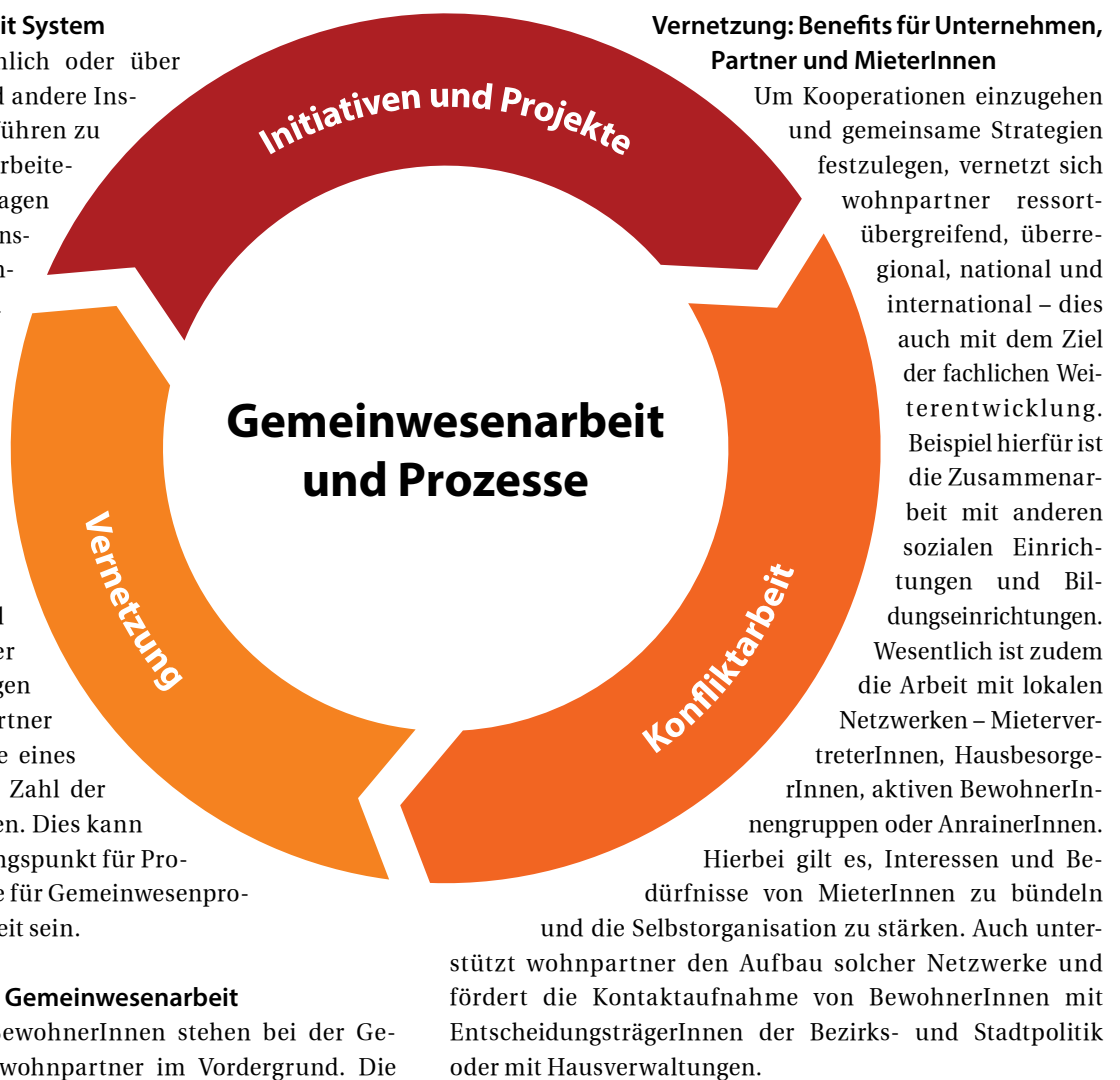 it System
nlich oder über
d andere Ins-
ühren zu
rbeite-
agen
ns-
n-
l
er
gen
rtner
e eines
Zahl der
en. Dies kann
ngspunkt für Pro-
e für Gemeinwesenpro-
eit sein.
Gemeinwesenarbeit
BewohnerInnen stehen bei der Ge-
wohnpartner im Vordergrund. Die
Initiativen und Projekte
Gemeinwesenarbeit
und Prozesse
Vernetzung
Konfliktarbeit
Vernetzung: Benefits für Unternehmen,
Partner und MieterInnen
Um Kooperationen einzugehen
und gemeinsame Strategien
festzulegen, vernetzt sich
wohnpartner ressort-
übergreifend, überre-
gional, national und
international – dies
auch mit dem Ziel
der fachlichen Wei-
terentwicklung.
Beispiel hierfür ist
die Zusammenar-
beit mit anderen
sozialen Einrich-
tungen und Bil-
dungseinrichtungen.
Wesentlich ist zudem
die Arbeit mit lokalen
Netzwerken – Mieterver-
treterInnen, Hausbesorge-
rInnen, aktiven BewohnerIn-
nengruppen oder AnrainerInnen.
Hierbei gilt es, Interessen und Be-
dürfnisse von MieterInnen zu bündeln
und die Selbstorganisation zu stärken. Auch unter-
stützt wohnpartner den Aufbau solcher Netzwerke und
fördert die Kontaktaufnahme von BewohnerInnen mit
EntscheidungsträgerInnen der Bezirks- und Stadtpolitik
oder mit Hausverwaltungen.